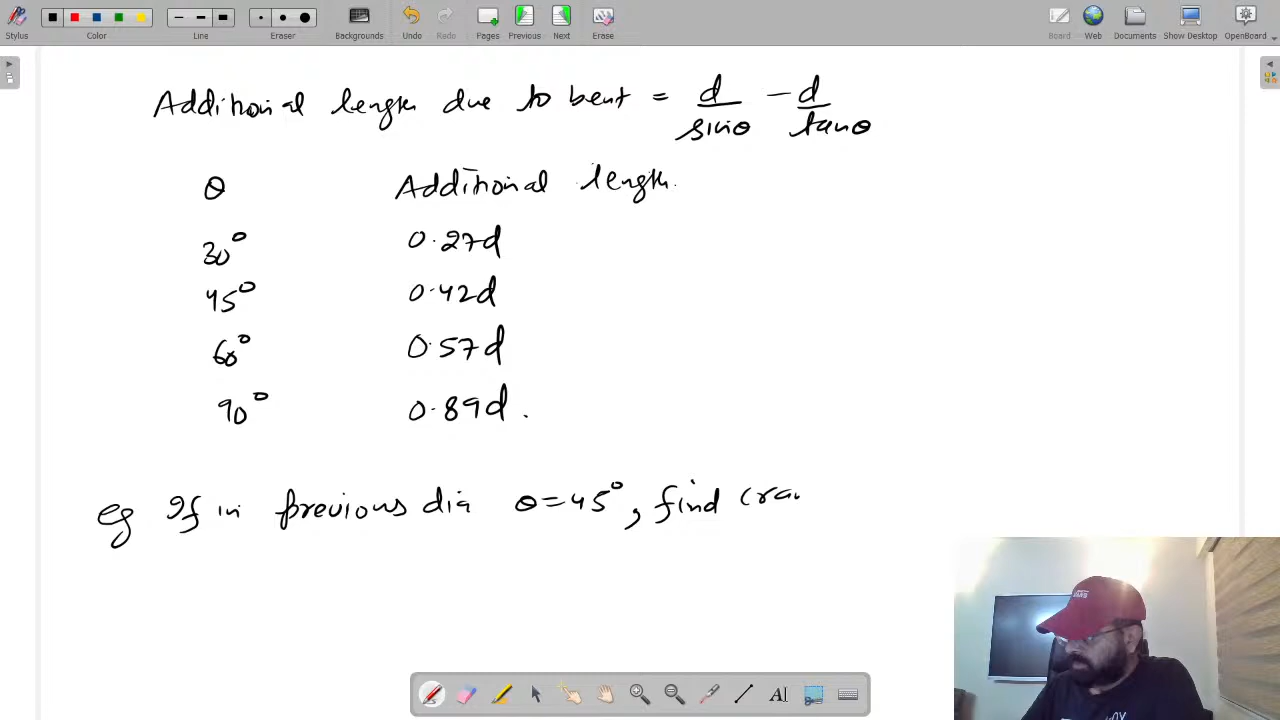 Stylus Color Line Eraser Backgrounds Undo Redo Pages Previous Next Erase Board Web Documents Show Desktop OpenBoard
Additional length due to bent = d/sinθ - d/tanθ
θ Additional length.
30° 0.27d
45° 0.42d
60° 0.57d
90° 0.89d.
eg If in previous dia θ=45°, find cra
AI